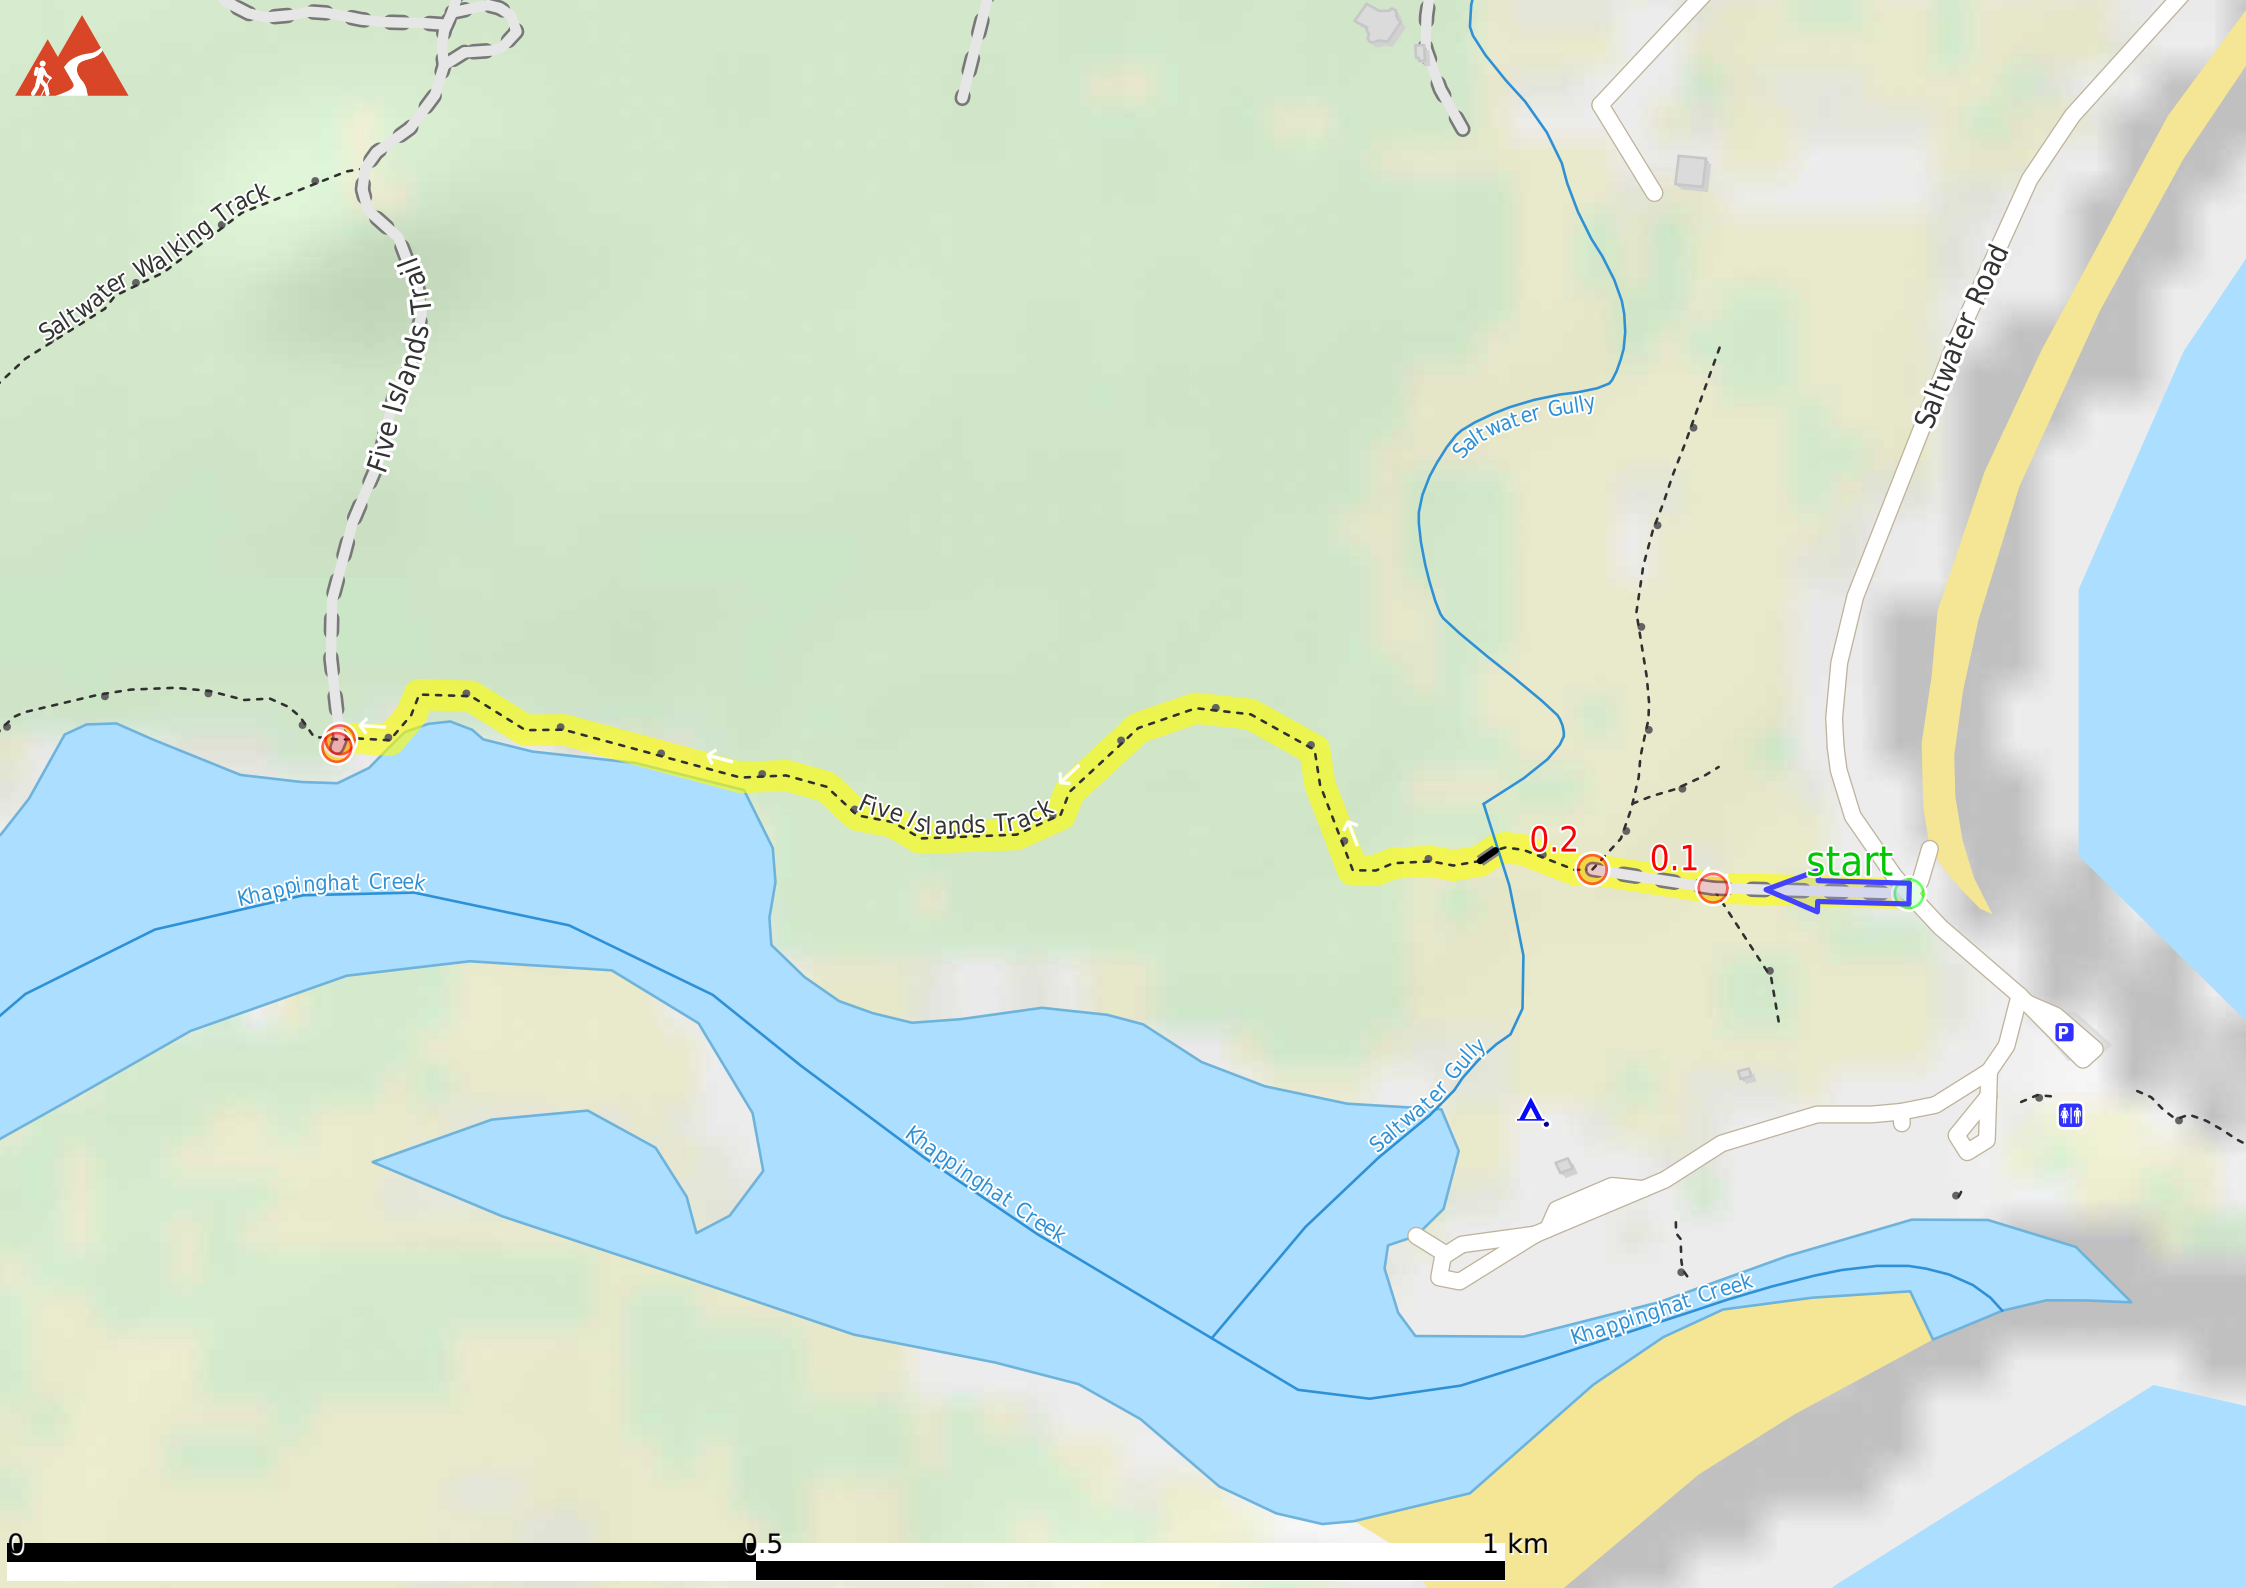 Saltwater Walking Track
Five Islands Trail
Saltwater Road
Saltwater Gully
0.2
0.1
start
Five Islands Track
Khappinghat Creek
P
Saltwater Gully
Khappinghat Creek
Khappinghat Creek
0
0.5
1 km